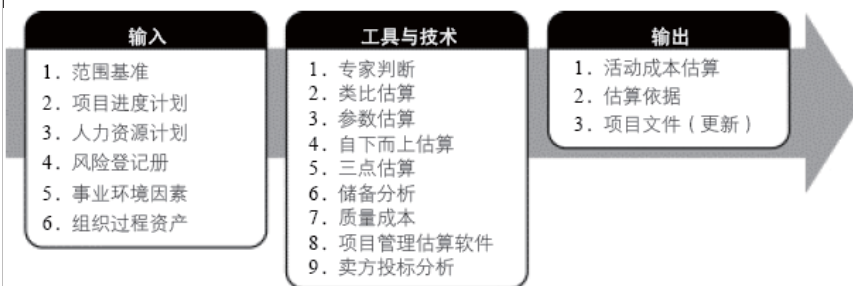 输入
1. 范围基准
2. 项目进度计划
3. 人力资源计划
4. 风险登记册
5. 事业环境因素
6. 组织过程资产
工具与技术
1. 专家判断
2. 类比估算
3. 参数估算
4. 自下而上估算
5. 三点估算
6. 储备分析
7. 质量成本
8. 项目管理估算软件
9. 卖方投标分析
输出
1. 活动成本估算
2. 估算依据
3. 项目文件（更新）